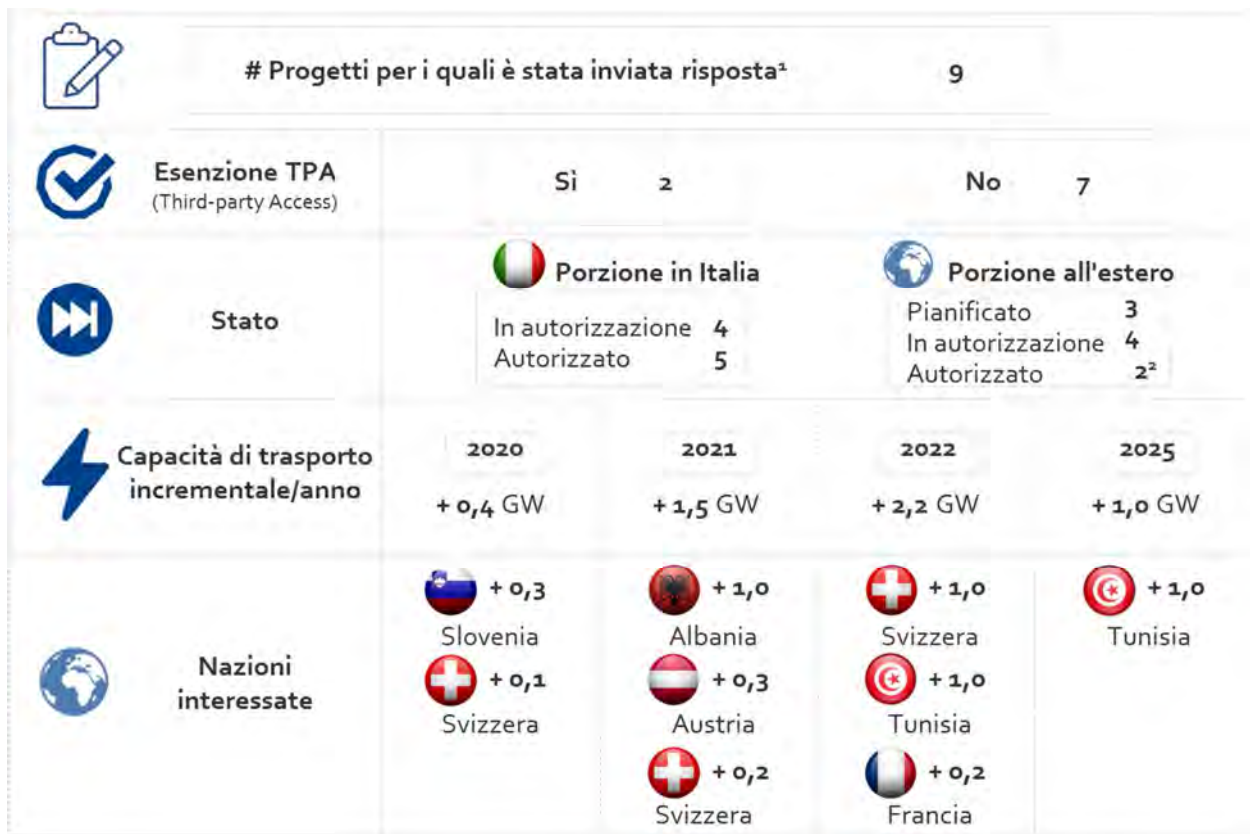 # Progetti per i quali è stata inviata risposta¹ 9
Esenzione TPA
(Third-party Access)
Sì 2 No 7
Stato
Porzione in Italia
In autorizzazione 4
Autorizzato 5
Porzione all'estero
Pianificato 3
In autorizzazione 4
Autorizzato 2²
Capacità di trasporto
incrementale/anno
2020 2021 2022 2025
+ 0,4 GW + 1,5 GW + 2,2 GW + 1,0 GW
Nazioni
interessate
+ 0,3 + 1,0 + 1,0 + 1,0
Slovenia Albania Svizzera Tunisia
+ 0,1 + 0,3 + 1,0
Svizzera Austria Tunisia
+ 0,2 + 0,2
Svizzera Francia